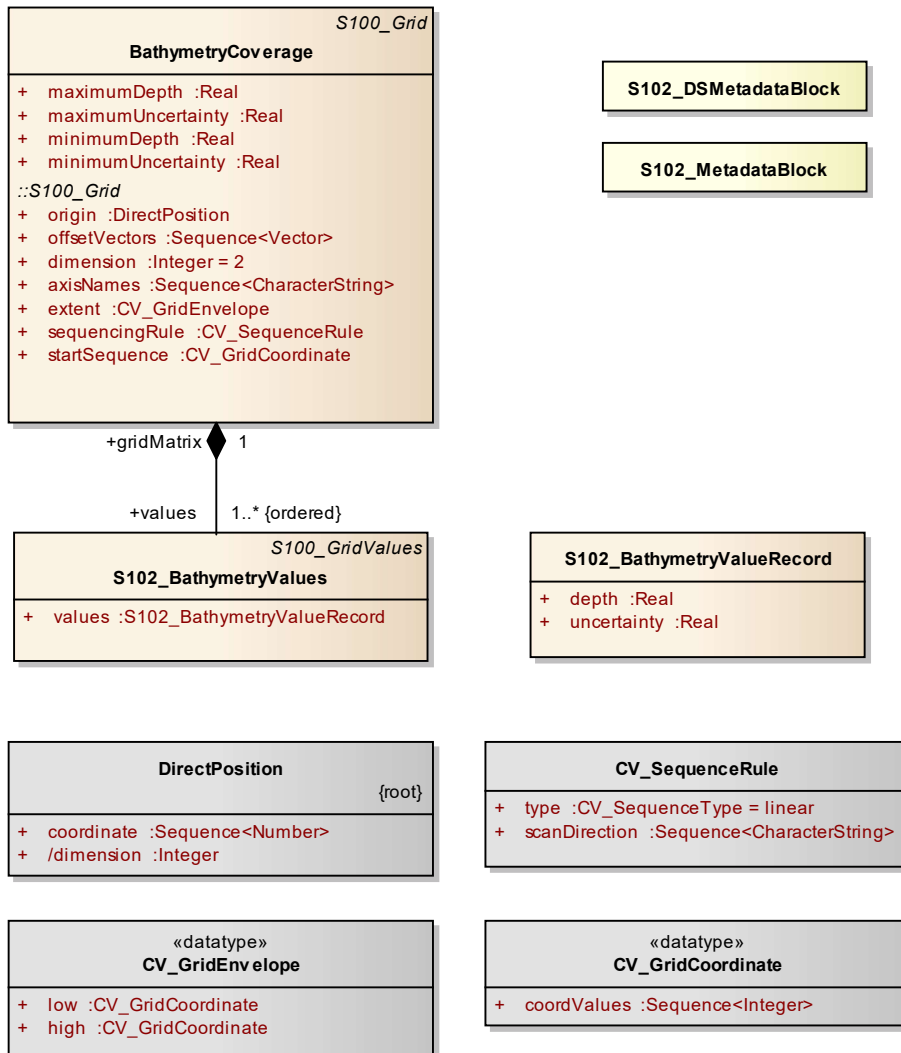 S100_Grid
BathymetryCoverage
+ maximumDepth :Real
+ maximumUncertainty :Real
+ minimumDepth :Real
+ minimumUncertainty :Real
::S100_Grid
+ origin :DirectPosition
+ offsetVectors :Sequence<Vector>
+ dimension :Integer = 2
+ axisNames :Sequence<CharacterString>
+ extent :CV_GridEnvelope
+ sequencingRule :CV_SequenceRule
+ startSequence :CV_GridCoordinate
S102_DSMetadataBlock
S102_MetadataBlock
+gridMatrix 1
+values 1..* {ordered}
S100_GridValues
S102_BathymetryValues
+ values :S102_BathymetryValueRecord
S102_BathymetryValueRecord
+ depth :Real
+ uncertainty :Real
DirectPosition
{root}
+ coordinate :Sequence<Number>
+ /dimension :Integer
CV_SequenceRule
+ type :CV_SequenceType = linear
+ scanDirection :Sequence<CharacterString>
«datatype»
CV_GridEnvelope
+ low :CV_GridCoordinate
+ high :CV_GridCoordinate
«datatype»
CV_GridCoordinate
+ coordValues :Sequence<Integer>